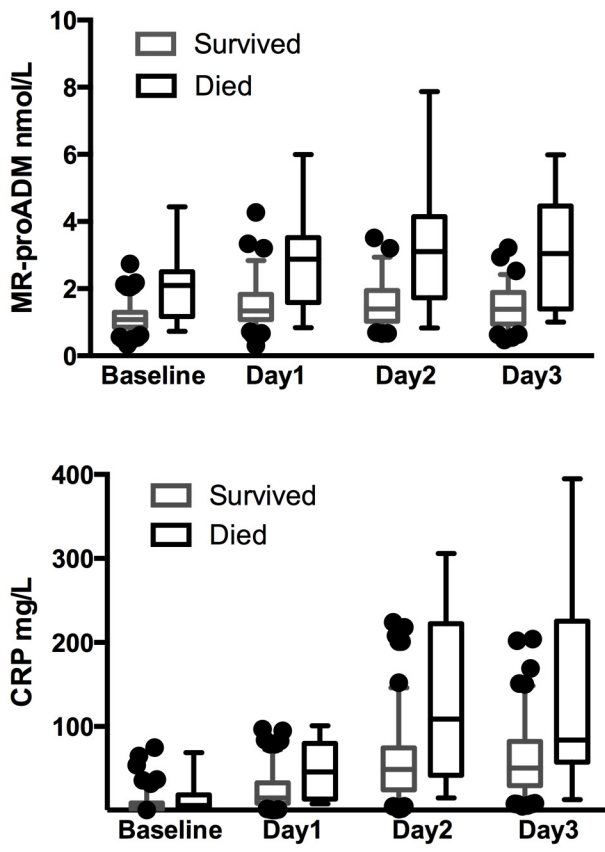 MR-proADM nmol/L
10
8
6
4
2
0
Survived
Died
Baseline Day1 Day2 Day3
CRP mg/L
400
300
200
100
Survived
Died
Baseline Day1 Day2 Day3